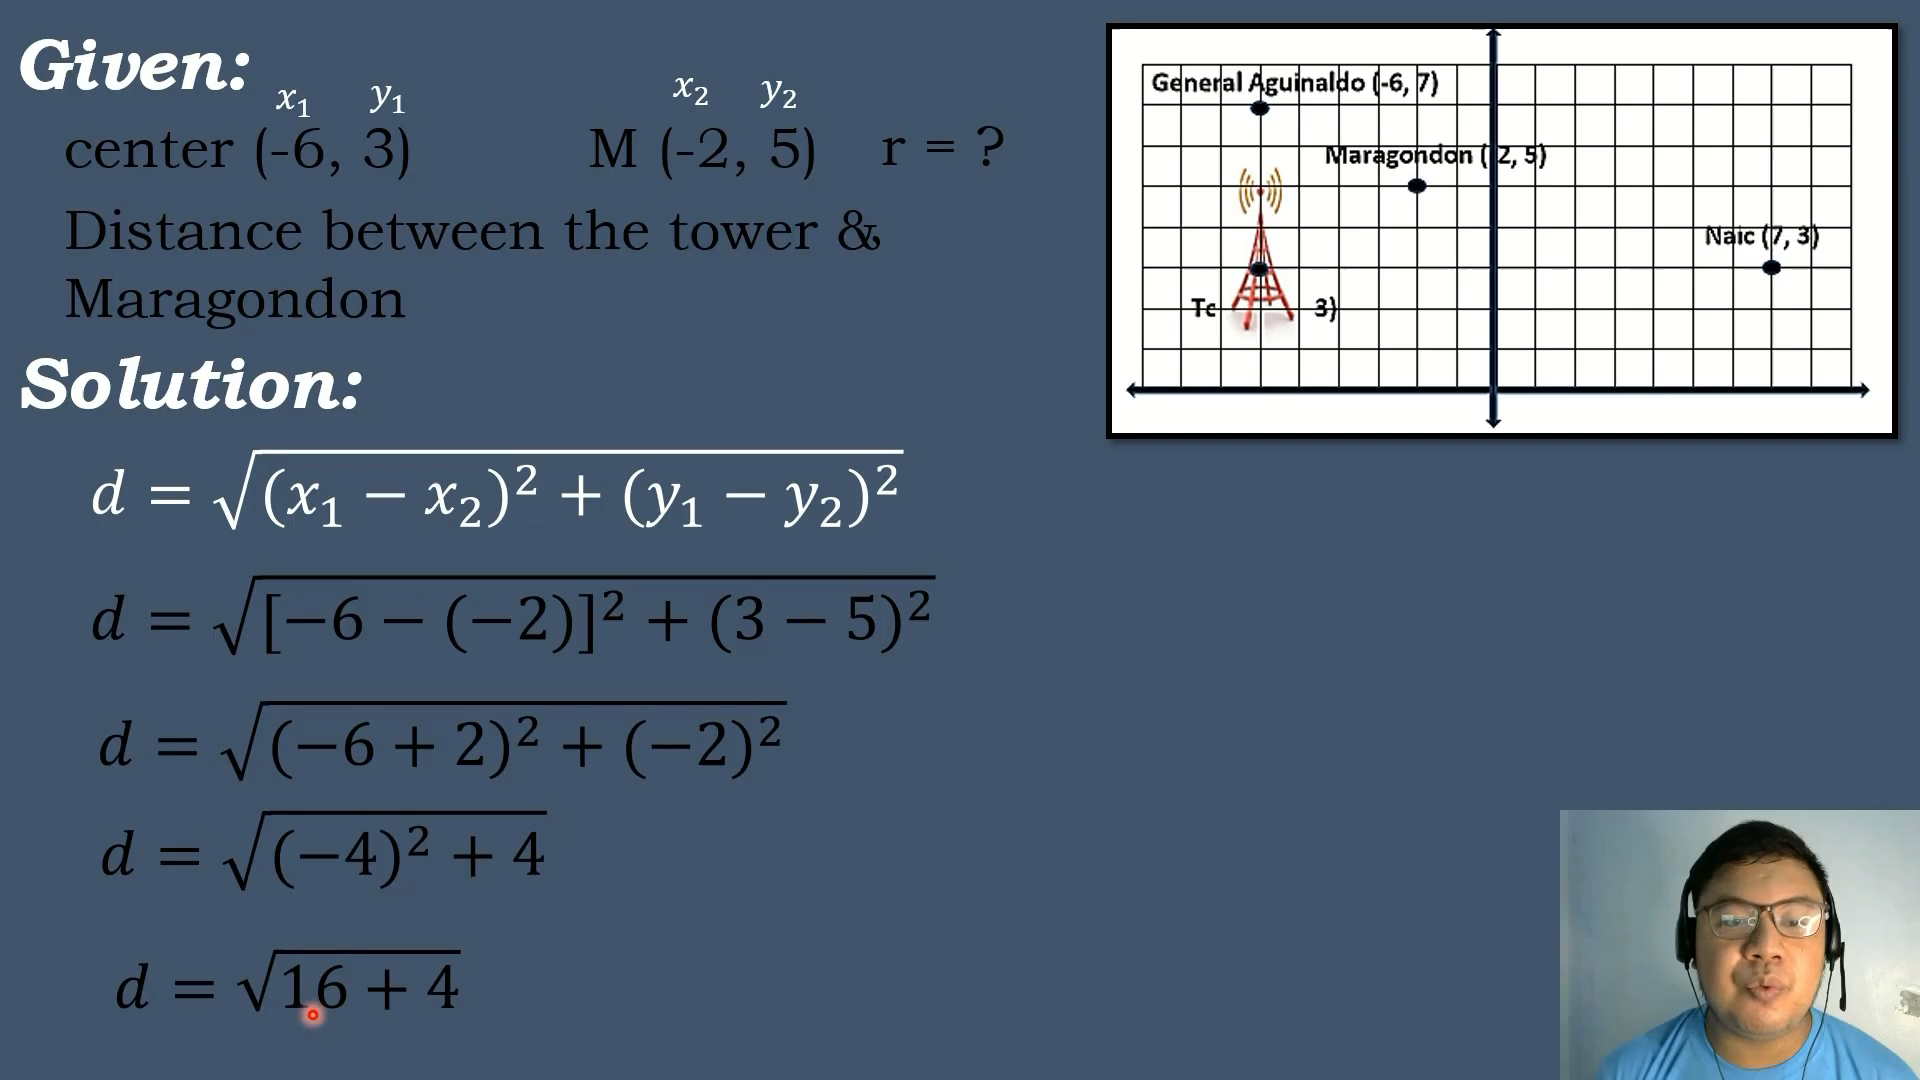 Given:
x₁ y₁ x₂ y₂
center (-6, 3) M (-2, 5) r = ?
Distance between the tower &
Maragondon
Solution:
d = √((x₁ − x₂)² + (y₁ − y₂)²)
d = √([−6 − (−2)]² + (3 − 5)²)
d = √((−6 + 2)² + (−2)²)
d = √((−4)² + 4)
d = √(16 + 4)
General Aguinaldo (-6, 7)
Maragondon ( 2, 5)
Naic (7, 3)
3)